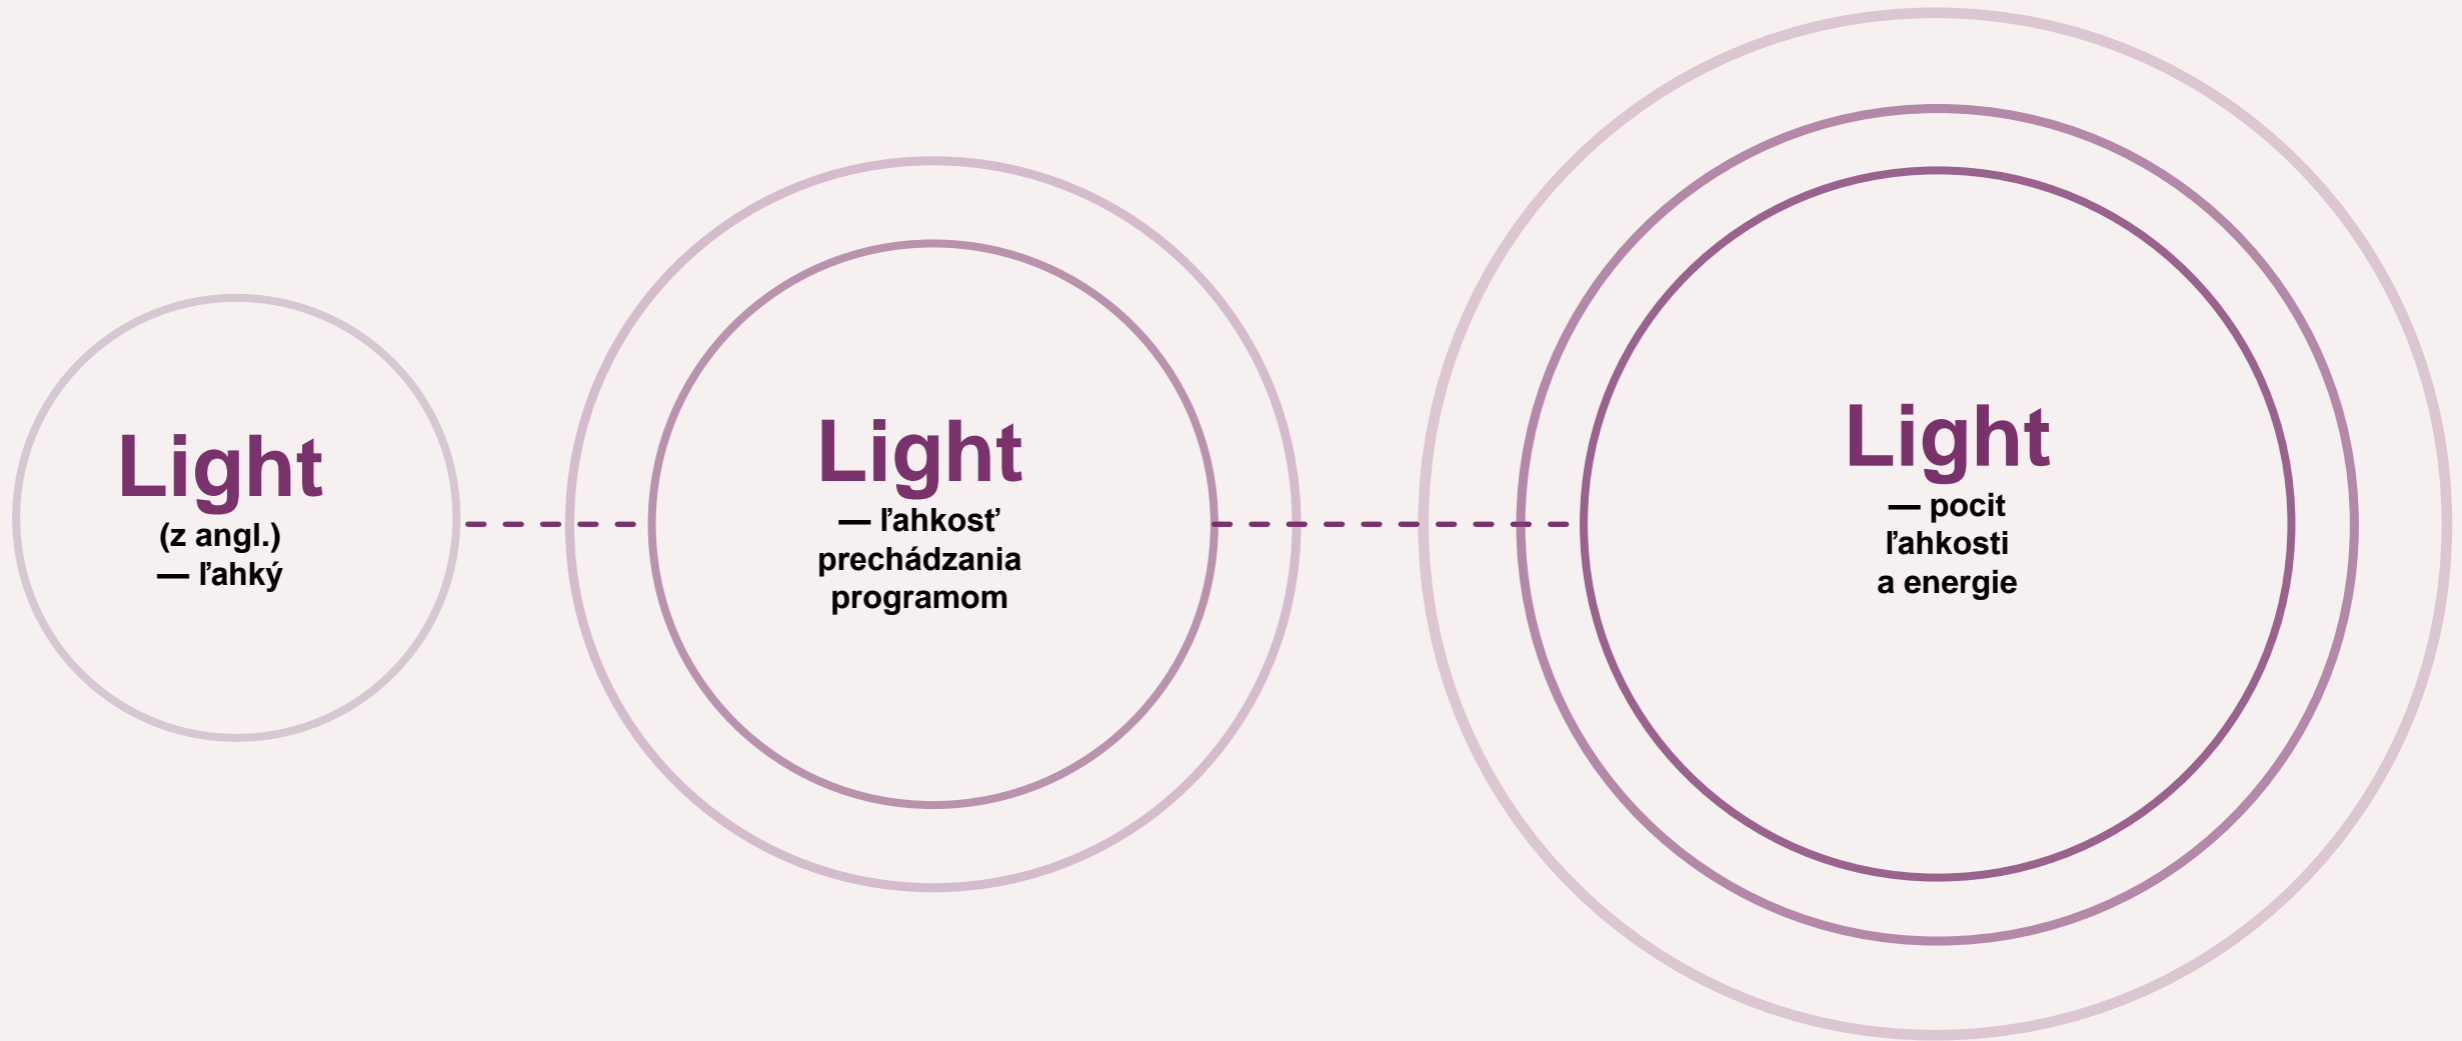 Light
(z angl.)
— ľahký
Light
— ľahkosť
prechádzania
programom
Light
— pocit
ľahkosti
a energie